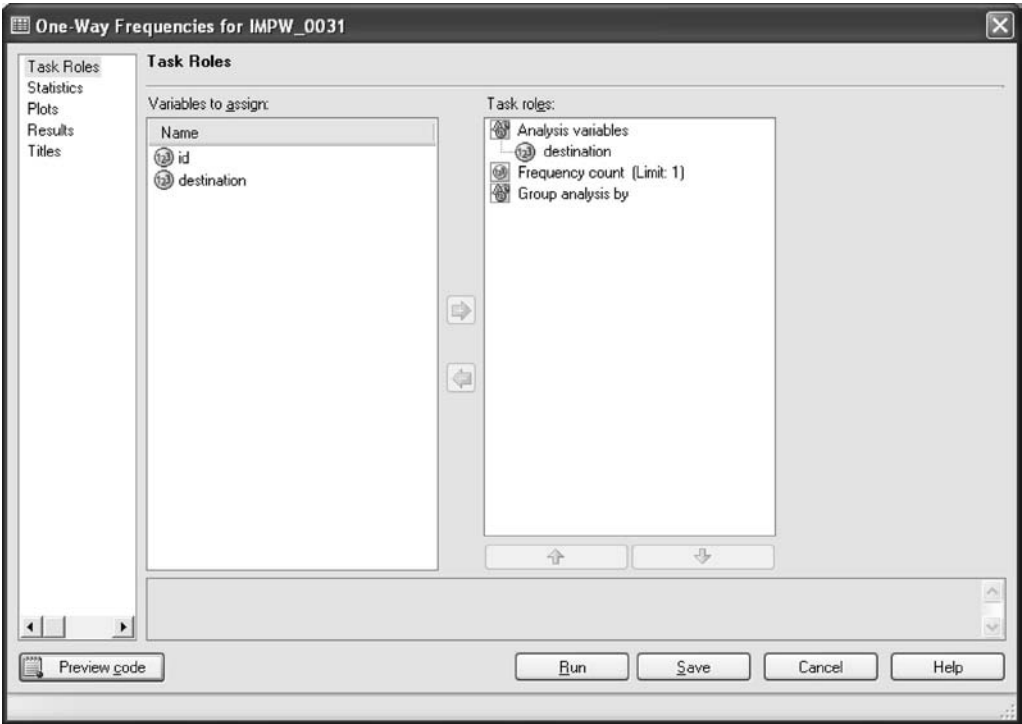 One-Way Frequencies for IMPW_0031
Task Roles
Statistics
Plots
Results
Titles
Task Roles
Variables to assign:
Name
id
destination
Task roles:
Analysis variables
destination
Frequency count (Limit: 1)
Group analysis by
Preview code
Run
Save
Cancel
Help